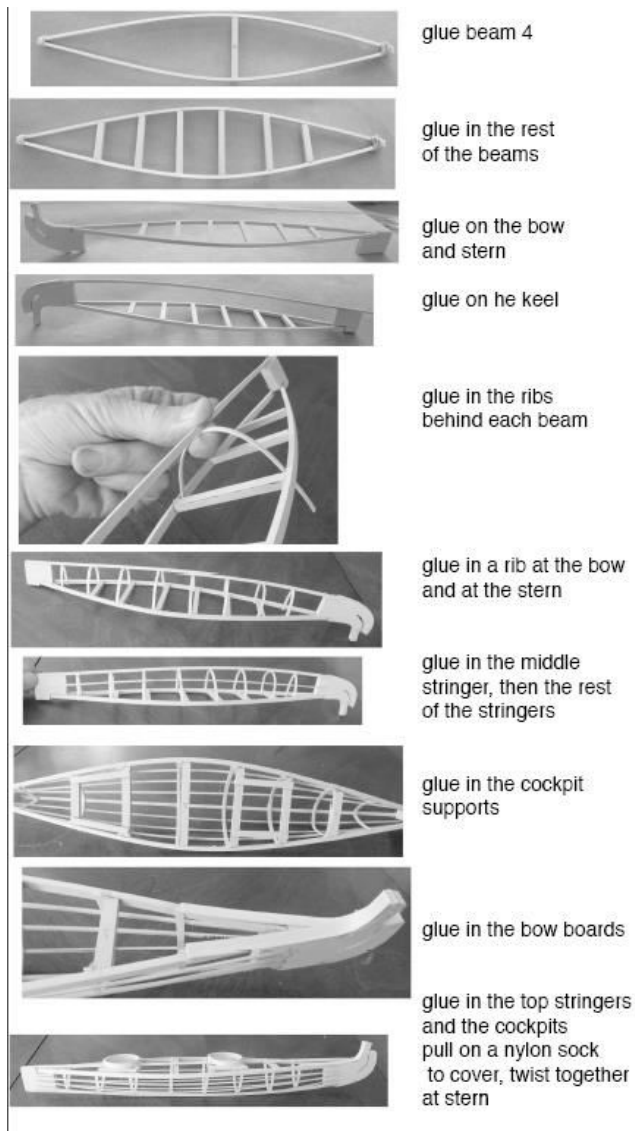 glue beam 4
glue in the rest
of the beams
glue on the bow
and stern
glue on he keel
glue in the ribs
behind each beam
glue in a rib at the bow
and at the stern
glue in the middle
stringer, then the rest
of the stringers
glue in the cockpit
supports
glue in the bow boards
glue in the top stringers
and the cockpits
pull on a nylon sock
to cover, twist together
at stern